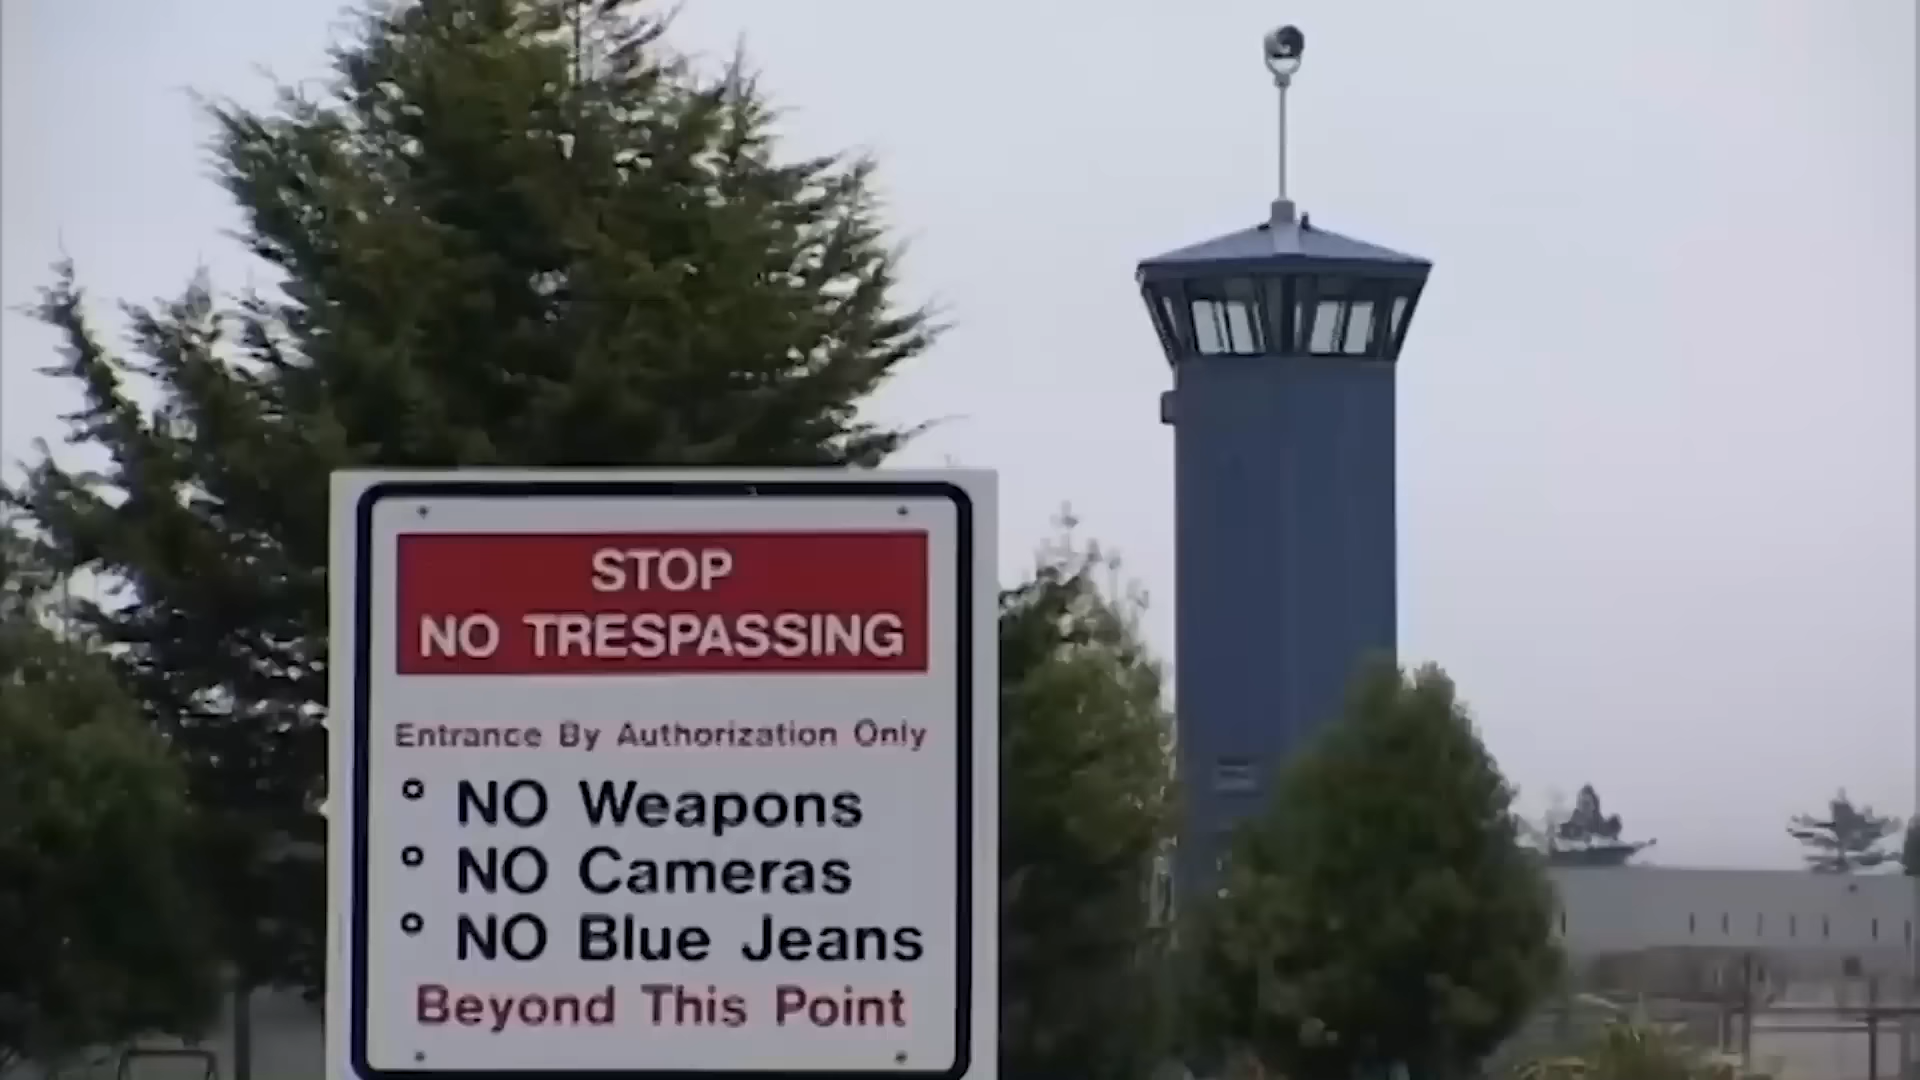 STOP
NO TRESPASSING
Entrance By Authorization Only
° NO Weapons
° NO Cameras
° NO Blue Jeans
Beyond This Point